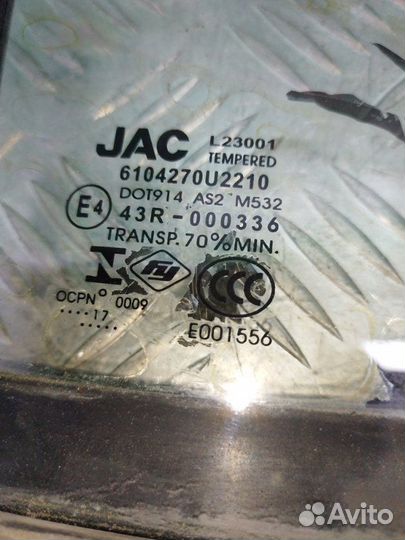 JAC L23001
TEMPERED
6104270U2210
DOT914 AS2 M532
E4 43R-000336
TRANSP. 70% MIN.
CCC
OCPN° 0009
.....17.....
E001556
Avito